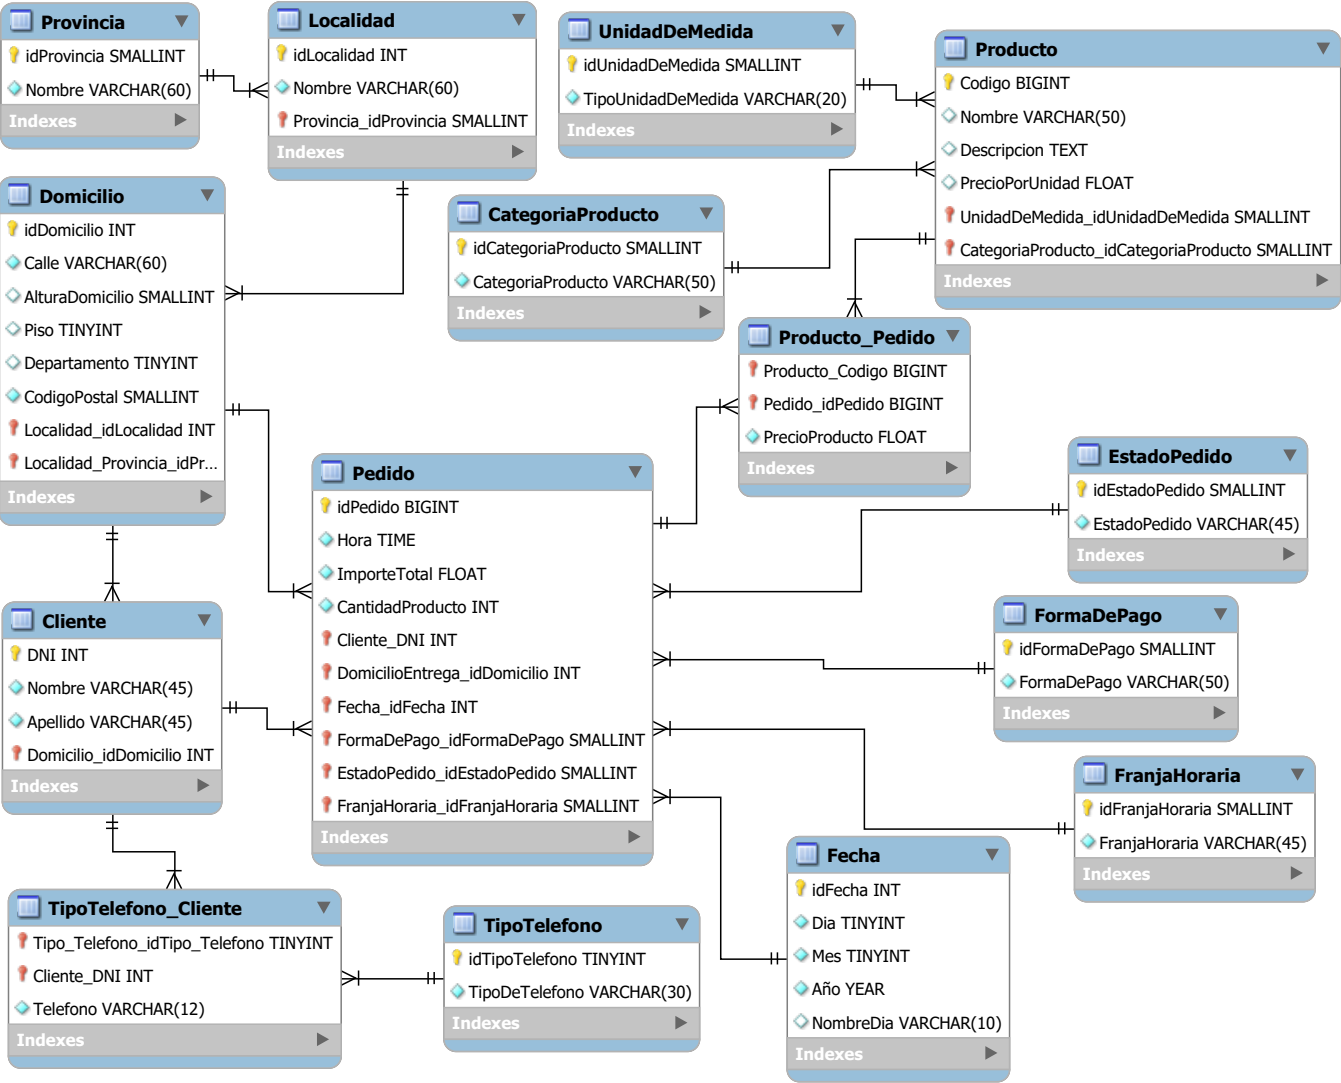 Provincia
idProvincia SMALLINT
Nombre VARCHAR(60)
Indexes
Localidad
idLocalidad INT
Nombre VARCHAR(60)
Provincia_idProvincia SMALLINT
Indexes
UnidadDeMedida
idUnidadDeMedida SMALLINT
TipoUnidadDeMedida VARCHAR(20)
Indexes
Producto
Codigo BIGINT
Nombre VARCHAR(50)
Descripcion TEXT
PrecioPorUnidad FLOAT
UnidadDeMedida_idUnidadDeMedida SMALLINT
CategoriaProducto_idCategoriaProducto SMALLINT
Indexes
Domicilio
idDomicilio INT
Calle VARCHAR(60)
AlturaDomicilio SMALLINT
Piso TINYINT
Departamento TINYINT
CodigoPostal SMALLINT
Localidad_idLocalidad INT
Localidad_Provincia_idPr...
Indexes
CategoriaProducto
idCategoriaProducto SMALLINT
CategoriaProducto VARCHAR(50)
Indexes
Producto_Pedido
Producto_Codigo BIGINT
Pedido_idPedido BIGINT
PrecioProducto FLOAT
Indexes
Pedido
idPedido BIGINT
Hora TIME
ImporteTotal FLOAT
CantidadProducto INT
Cliente_DNI INT
DomicilioEntrega_idDomicilio INT
Fecha_idFecha INT
FormaDePago_idFormaDePago SMALLINT
EstadoPedido_idEstadoPedido SMALLINT
FranjaHoraria_idFranjaHoraria SMALLINT
Indexes
EstadoPedido
idEstadoPedido SMALLINT
EstadoPedido VARCHAR(45)
Indexes
Cliente
DNI INT
Nombre VARCHAR(45)
Apellido VARCHAR(45)
Domicilio_idDomicilio INT
Indexes
FormaDePago
idFormaDePago SMALLINT
FormaDePago VARCHAR(50)
Indexes
FranjaHoraria
idFranjaHoraria SMALLINT
FranjaHoraria VARCHAR(45)
Indexes
Fecha
idFecha INT
Dia TINYINT
Mes TINYINT
Año YEAR
NombreDia VARCHAR(10)
Indexes
TipoTelefono_Cliente
Tipo_Telefono_idTipo_Telefono TINYINT
Cliente_DNI INT
Telefono VARCHAR(12)
Indexes
TipoTelefono
idTipoTelefono TINYINT
TipoDeTelefono VARCHAR(30)
Indexes